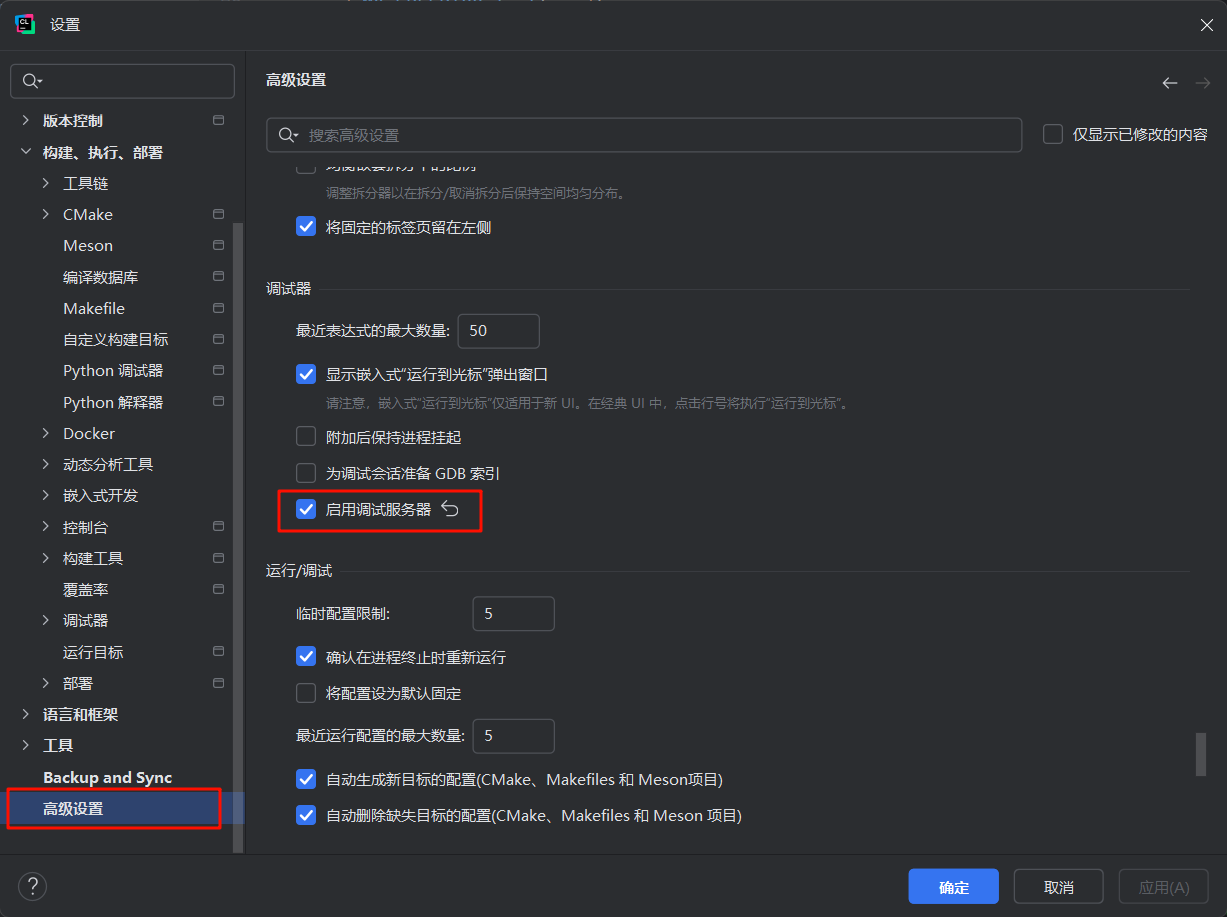 设置
版本控制
构建、执行、部署
工具链
CMake
Meson
编译数据库
Makefile
自定义构建目标
Python 调试器
Python 解释器
Docker
动态分析工具
嵌入式开发
控制台
构建工具
覆盖率
调试器
运行目标
部署
语言和框架
工具
Backup and Sync
高级设置
高级设置
搜索高级设置
仅显示已修改的内容
调整拆分器以在拆分/取消拆分后保持空间均匀分布。
将固定的标签页留在左侧
调试器
最近表达式的最大数量: 50
显示嵌入式“运行到光标”弹出窗口
请注意，嵌入式“运行到光标”仅适用于新 UI。在经典 UI 中，点击行号将执行“运行到光标”。
附加后保持进程挂起
为调试会话准备 GDB 索引
启用调试服务器
运行/调试
临时配置限制: 5
确认在进程终止时重新运行
将配置设为默认固定
最近运行配置的最大数量: 5
自动生成新目标的配置(CMake、Makefiles 和 Meson项目)
自动删除缺失目标的配置(CMake、Makefiles 和 Meson 项目)
?
确定
取消
应用(A)